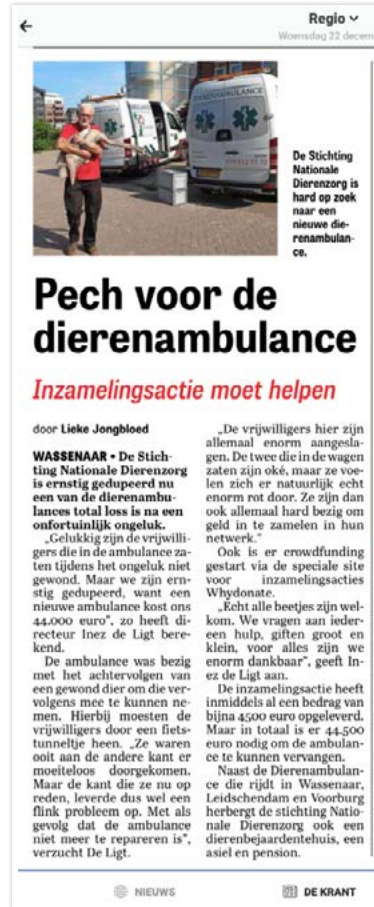 Regio
Woensdag 22 decem
DIERENAMBULANCE
De Stichting
Nationale
Dierenzorg is
hard op zoek
naar een
nieuwe die-
renambulan-
ce.
Pech voor de
dierenambulance
Inzamelingsactie moet helpen
door Lieke Jongbloed
WASSENAAR • De Stich-
ting Nationale Dierenzorg
is ernstig gedupeerd nu
een van de dierenambu-
lances total loss is na een
onfortuinlijk ongeluk.
„Gelukkig zijn de vrijwilli-
gers die in de ambulance za-
ten tijdens het ongeluk niet
gewond. Maar we zijn ern-
stig gedupeerd, want een
nieuwe ambulance kost ons
44.000 euro”, zo heeft di-
recteur Inez de Ligt bere-
kend.
De ambulance was bezig
met het achtervolgen van
een gewond dier om die ver-
volgens mee te kunnen ne-
men. Hierbij moesten de
vrijwilligers door een fiets-
tunneltje heen. „Ze waren
ooit aan de andere kant er
moeiteloos doorgekomen.
Maar de kant die ze nu op
reden, leverde dus wel een
flink probleem op. Met als
gevolg dat de ambulance
niet meer te repareren is”,
verzucht De Ligt.
„De vrijwilligers hier zijn
allemaal enorm aangesla-
gen. De twee die in de wagen
zaten zijn oké, maar ze voe-
len zich er natuurlijk echt
enorm rot door. Ze zijn dan
ook allemaal hard bezig om
geld in te zamelen in hun
netwerk.”
Ook is er crowdfunding
gestart via de speciale site
voor inzamelingsacties
Whydonate.
„Echt alle beetjes zijn wel-
kom. We vragen aan ieder-
een hulp, giften groot en
klein, voor alles zijn we
enorm dankbaar”, geeft In-
ez de Ligt aan.
De inzamelingsactie heeft
inmiddels al een bedrag van
bijna 4500 euro opgeleverd.
Maar in totaal is er 44.500
euro nodig om de ambulan-
ce te kunnen vervangen.
Naast de Dierenambulan-
ce die rijdt in Wassenaar,
Leidschendam en Voorburg
herbergt de stichting Natio-
nale Dierenzorg ook een
dierenbejaardentehuis, een
asiel en pension.
NIEUWS
DE KRANT